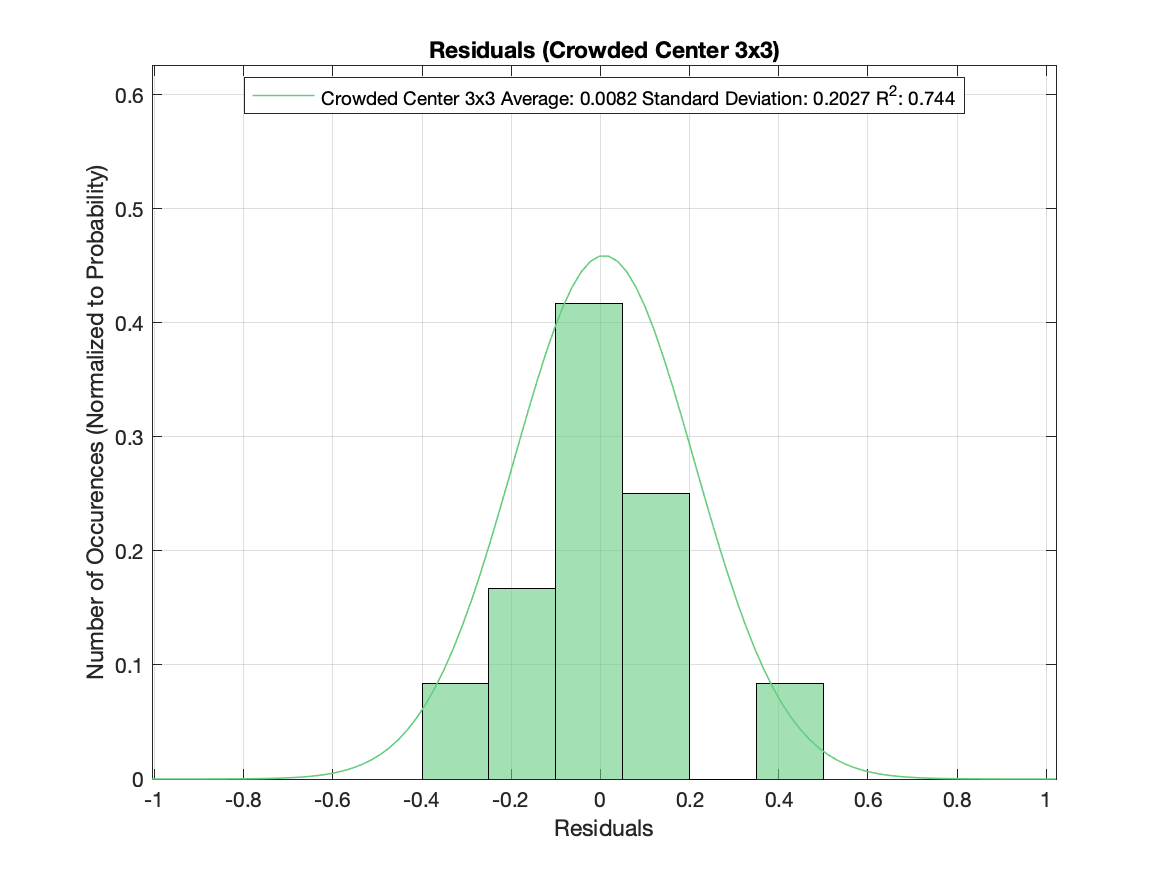 Residuals (Crowded Center 3x3)
Crowded Center 3x3 Average: 0.0082 Standard Deviation: 0.2027 R²: 0.744
Number of Occurences (Normalized to Probability)
0.6
0.5
0.4
0.3
0.2
0.1
0
-1 -0.8 -0.6 -0.4 -0.2 0 0.2 0.4 0.6 0.8 1
Residuals